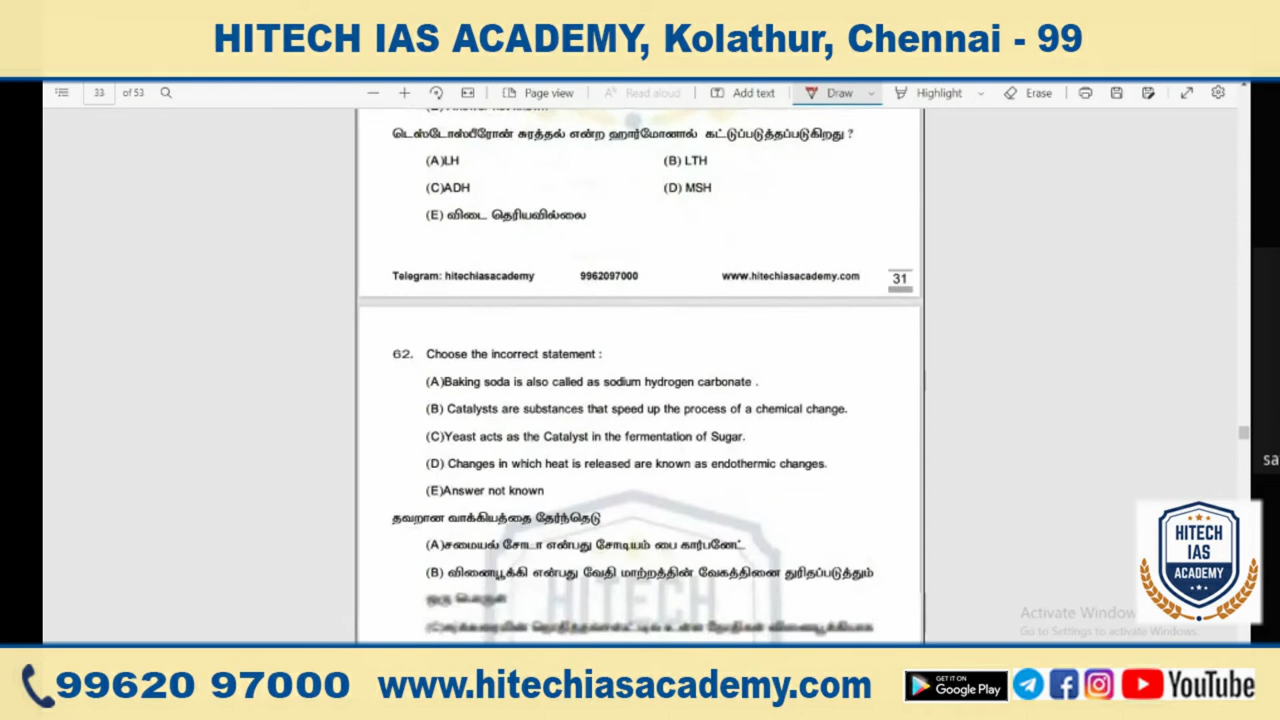 HITECH IAS ACADEMY, Kolathur, Chennai - 99
33 of 53 Page view Read aloud Add text Draw Highlight Erase
டெஸ்டோஸ்டீரோன் சுரத்தல் என்ற ஹார்மோனால் கட்டுப்படுத்தப்படுகிறது ?
(A)LH (B) LTH
(C)ADH (D) MSH
(E) விடை தெரியவில்லை
Telegram: hitechiasacademy 9962097000 www.hitechiasacademy.com 31
62. Choose the incorrect statement :
(A)Baking soda is also called as sodium hydrogen carbonate .
(B) Catalysts are substances that speed up the process of a chemical change.
(C)Yeast acts as the Catalyst in the fermentation of Sugar.
(D) Changes in which heat is released are known as endothermic changes.
(E)Answer not known
தவறான வாக்கியத்தை தேர்ந்தெடு
(A)சமையல் சோடா என்பது சோடியம் பை கார்பனேட்
(B) வினையூக்கி என்பது வேதி மாற்றத்தின் வேகத்தினை துரிதப்படுத்தும்
ஒரு பொருள்
HITECH
sa
HITECH
IAS
ACADEMY
Activate Window
Go to Settings to activate Windows.
99620 97000 www.hitechiasacademy.com GET IT ON Google Play YouTube